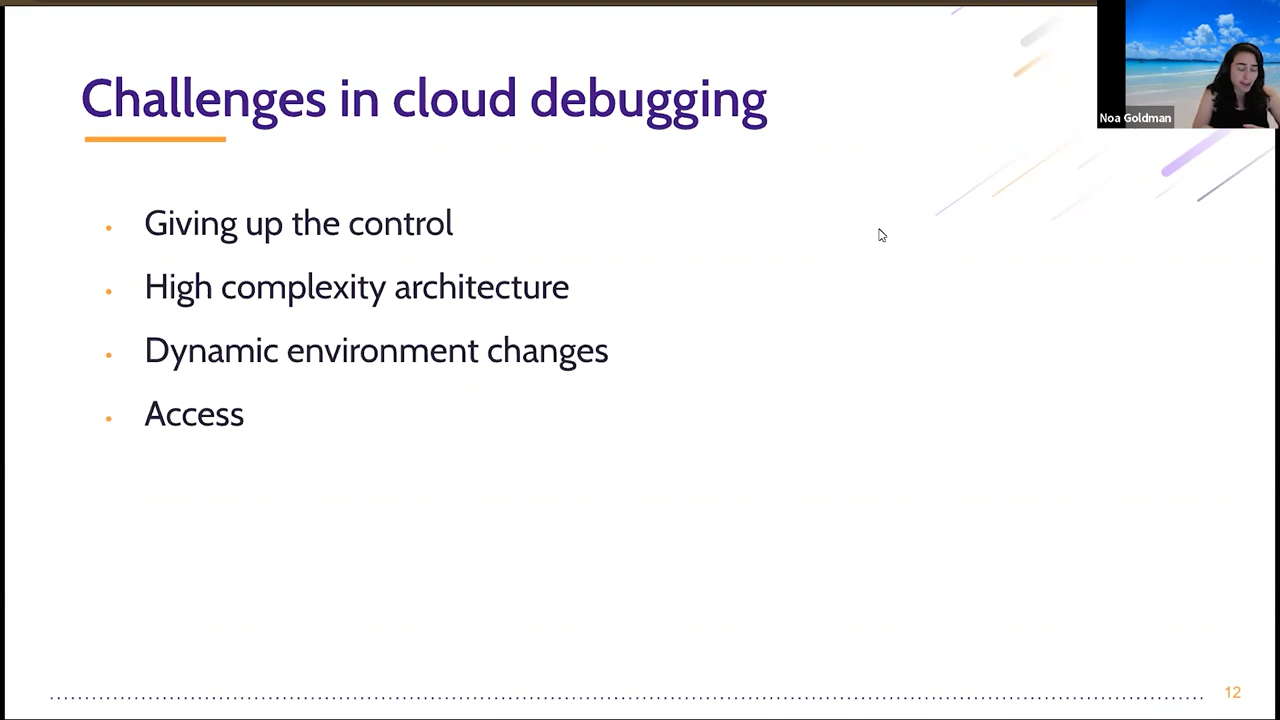 Challenges in cloud debugging
Noa Goldman
Giving up the control
High complexity architecture
Dynamic environment changes
Access
12